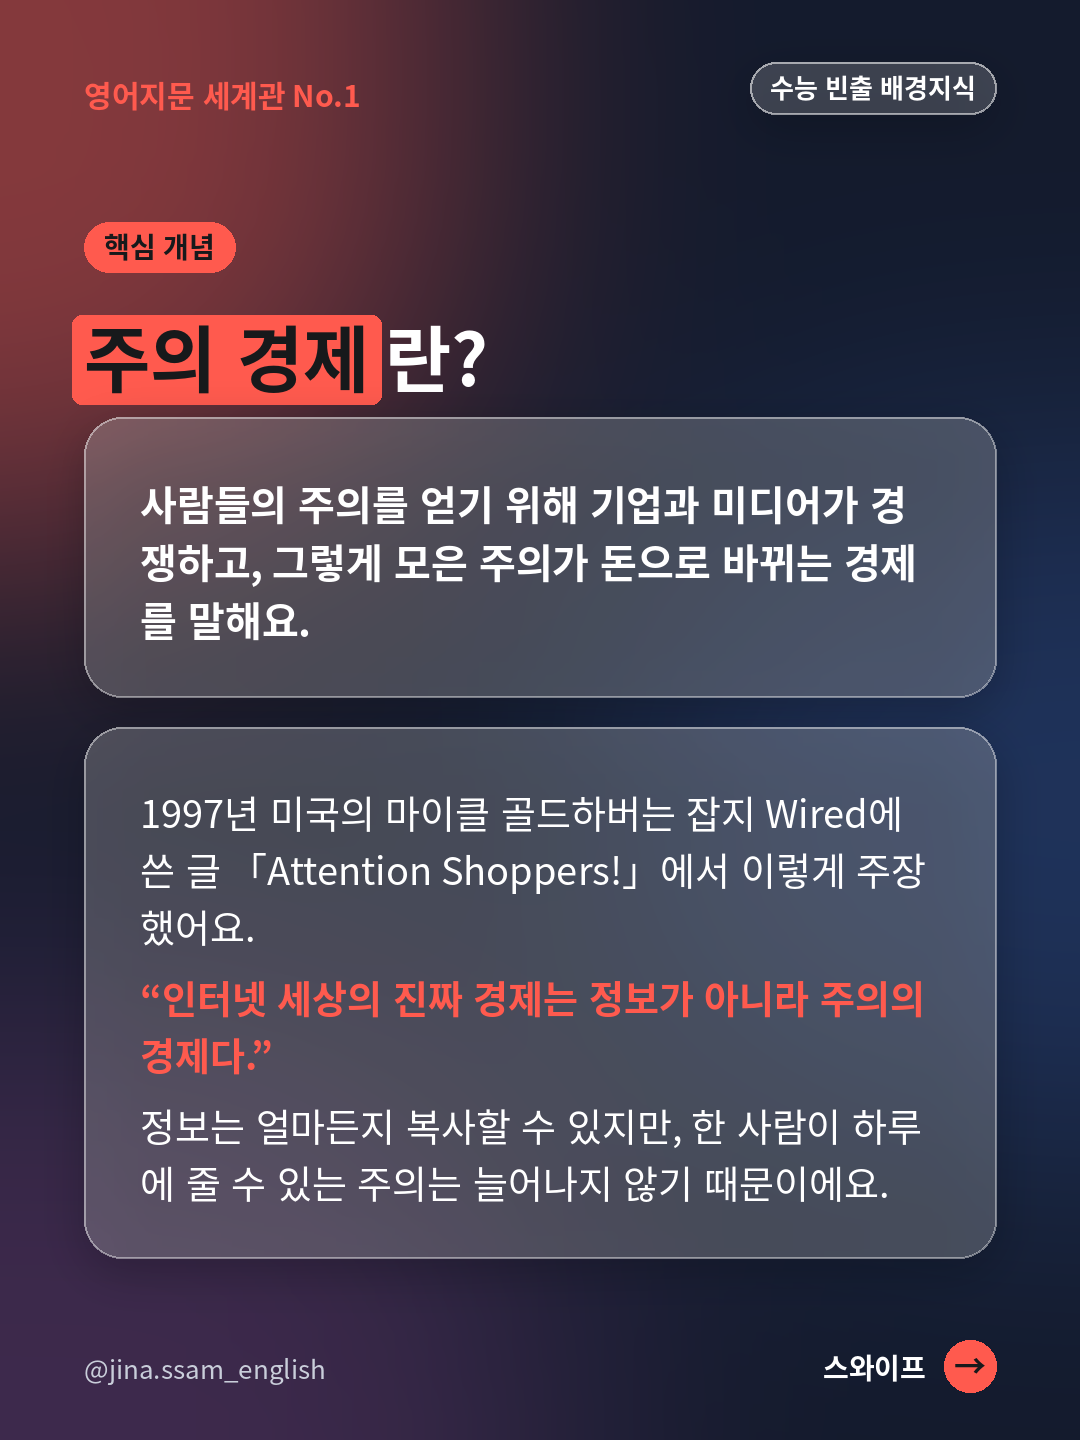 영어지문 세계관 No.1
수능 빈출 배경지식
핵심 개념
주의 경제란?
사람들의 주의를 얻기 위해 기업과 미디어가 경
쟁하고, 그렇게 모은 주의가 돈으로 바뀌는 경제
를 말해요.
1997년 미국의 마이클 골드하버는 잡지 Wired에
쓴 글 「Attention Shoppers!」에서 이렇게 주장
했어요.
“인터넷 세상의 진짜 경제는 정보가 아니라 주의의
경제다.”
정보는 얼마든지 복사할 수 있지만, 한 사람이 하루
에 줄 수 있는 주의는 늘어나지 않기 때문이에요.
@jina.ssam_english
스와이프 →